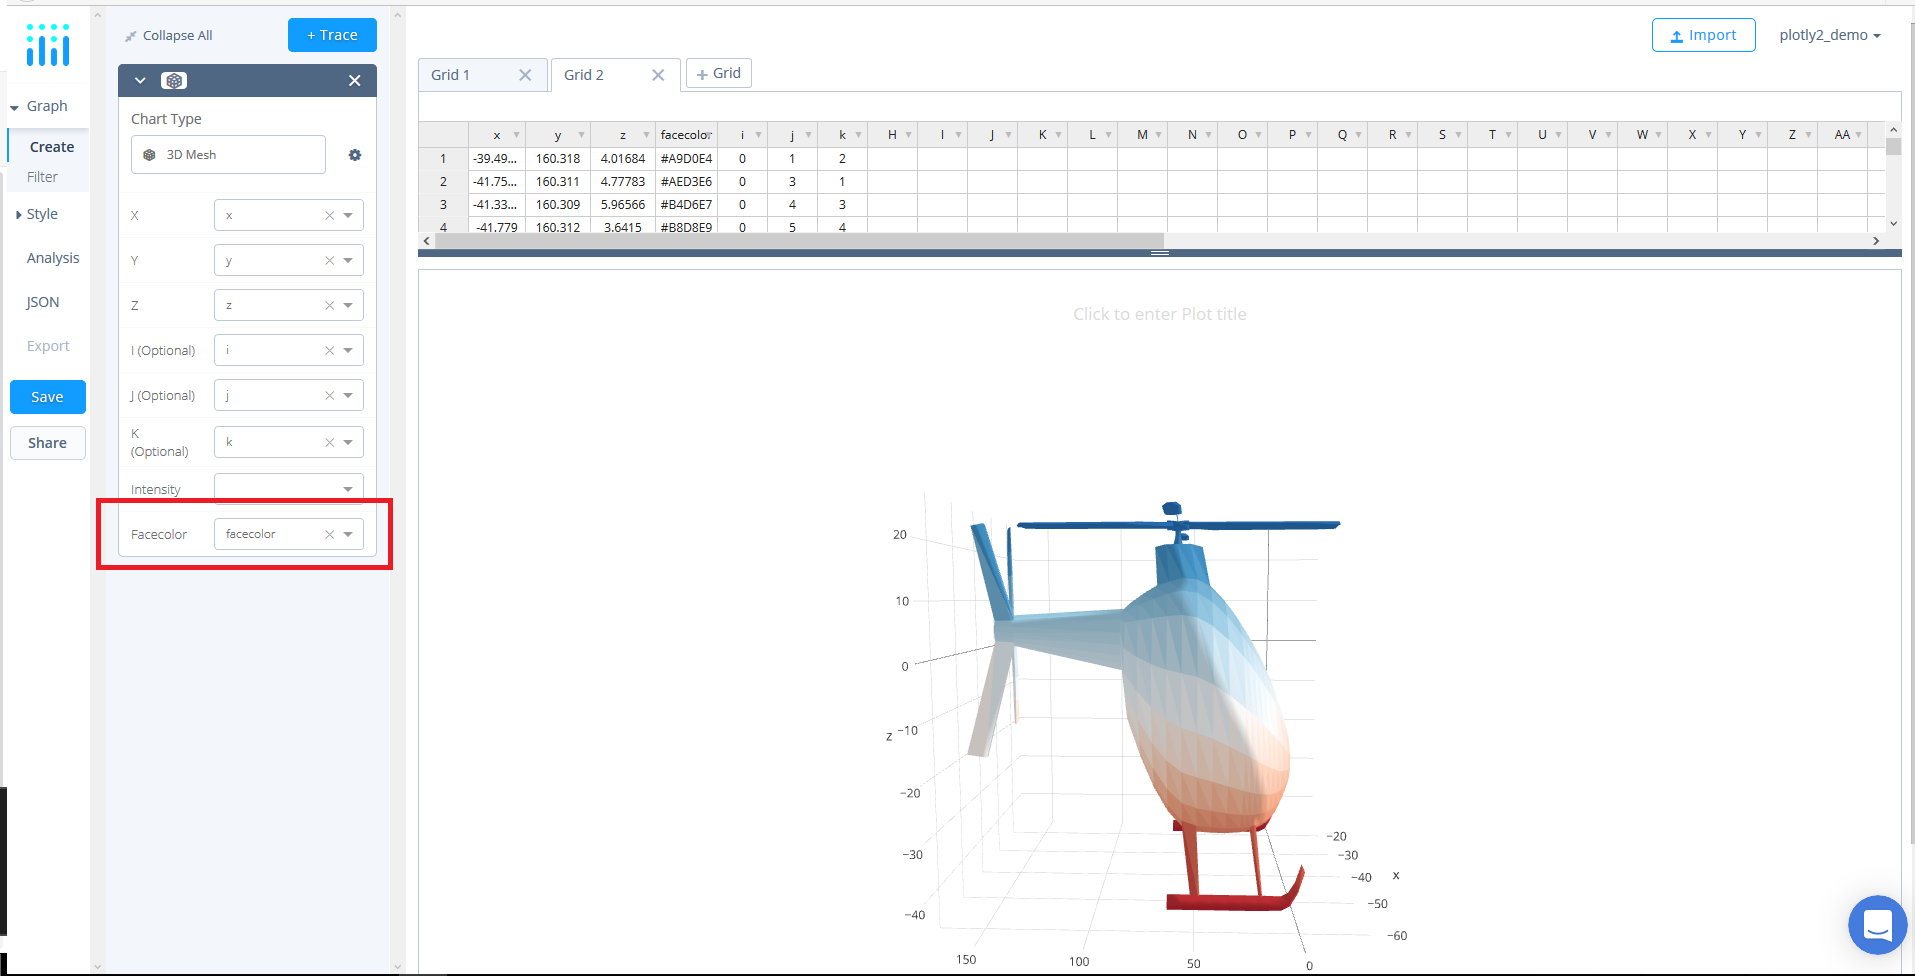 Collapse All
+ Trace
Import
plotly2_demo
Graph
Create
Filter
Style
Analysis
JSON
Export
Save
Share
Chart Type
3D Mesh
X x
Y y
Z z
I (Optional) i
J (Optional) j
K
(Optional) k
Intensity
Facecolor facecolor
Grid 1
Grid 2
+ Grid
x y z facecolor i j k H I J K L M N O P Q R S T U V W X Y Z AA
1 -39.49... 160.318 4.01684 #A9D0E4 0 1 2
2 -41.75... 160.311 4.77783 #AED3E6 0 3 1
3 -41.33... 160.309 5.96566 #B4D6E7 0 4 3
4 -41.779 160.312 3.6415 #B8D8E9 0 5 4
Click to enter Plot title
20
10
0
z −10
−20
−30
−40
−20
−30
−40 x
−50
−60
150 100 50 0